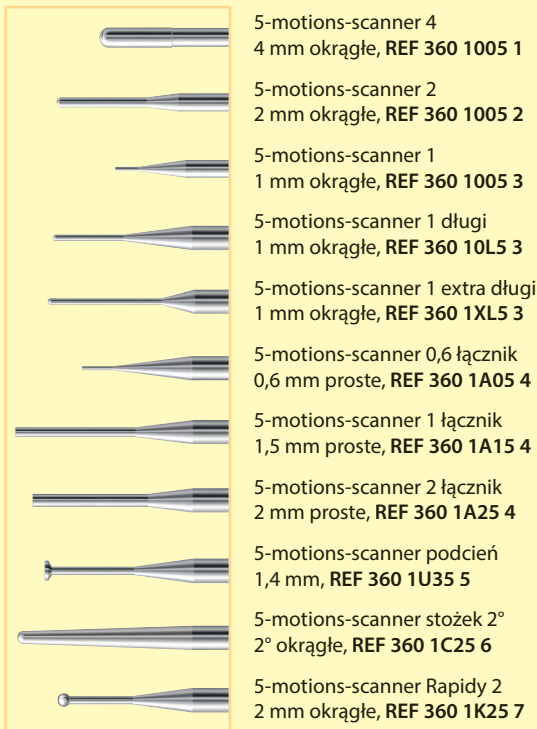 5-motions-scanner 4
4 mm okrągłe, REF 360 1005 1
5-motions-scanner 2
2 mm okrągłe, REF 360 1005 2
5-motions-scanner 1
1 mm okrągłe, REF 360 1005 3
5-motions-scanner 1 długi
1 mm okrągłe, REF 360 10L5 3
5-motions-scanner 1 extra długi
1 mm okrągłe, REF 360 1XL5 3
5-motions-scanner 0,6 łącznik
0,6 mm proste, REF 360 1A05 4
5-motions-scanner 1 łącznik
1,5 mm proste, REF 360 1A15 4
5-motions-scanner 2 łącznik
2 mm proste, REF 360 1A25 4
5-motions-scanner podcień
1,4 mm, REF 360 1U35 5
5-motions-scanner stożek 2°
2° okrągłe, REF 360 1C25 6
5-motions-scanner Rapidy 2
2 mm okrągłe, REF 360 1K25 7